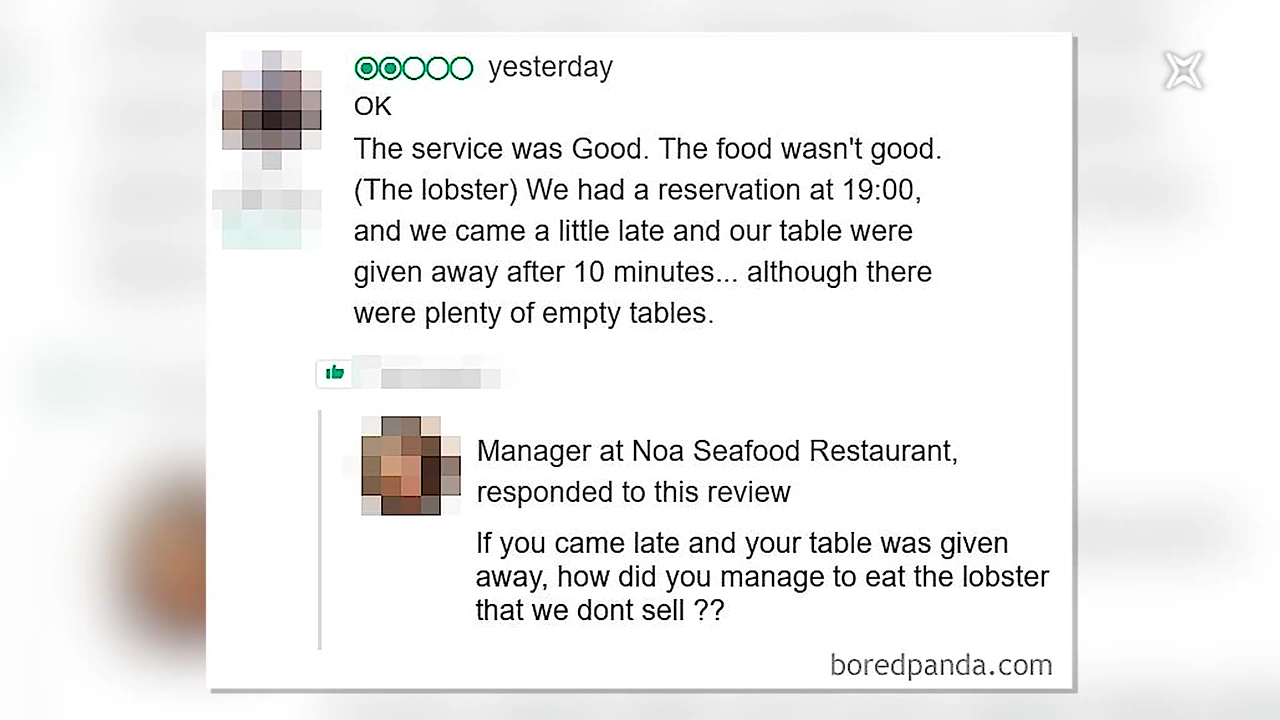 yesterday
OK
The service was Good. The food wasn't good.
(The lobster) We had a reservation at 19:00,
and we came a little late and our table were
given away after 10 minutes... although there
were plenty of empty tables.
Manager at Noa Seafood Restaurant,
responded to this review
If you came late and your table was given
away, how did you manage to eat the lobster
that we dont sell ??
boredpanda.com